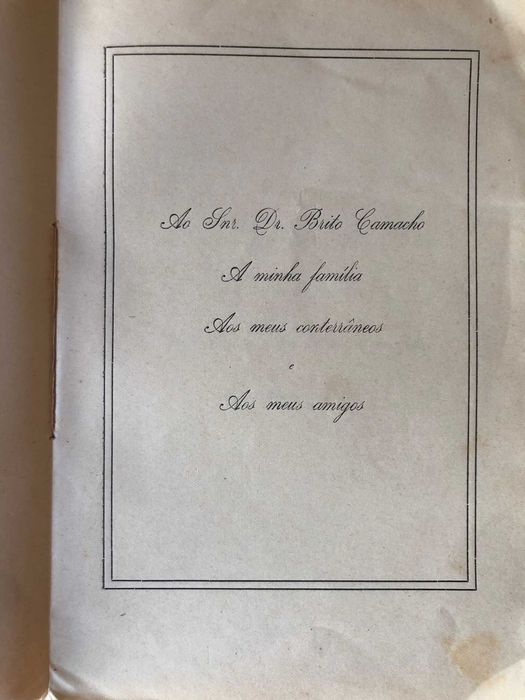 Ao Snr. Dr. Brito Camacho
A minha família
Aos meus conterrâneos
e
Aos meus amigos